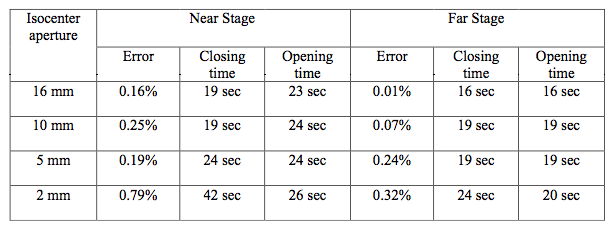 Isocenter aperture Near Stage Far Stage
Error Closing time Opening time Error Closing time Opening time
16 mm 0.16% 19 sec 23 sec 0.01% 16 sec 16 sec
10 mm 0.25% 19 sec 24 sec 0.07% 19 sec 19 sec
5 mm 0.19% 24 sec 24 sec 0.24% 19 sec 19 sec
2 mm 0.79% 42 sec 26 sec 0.32% 24 sec 20 sec